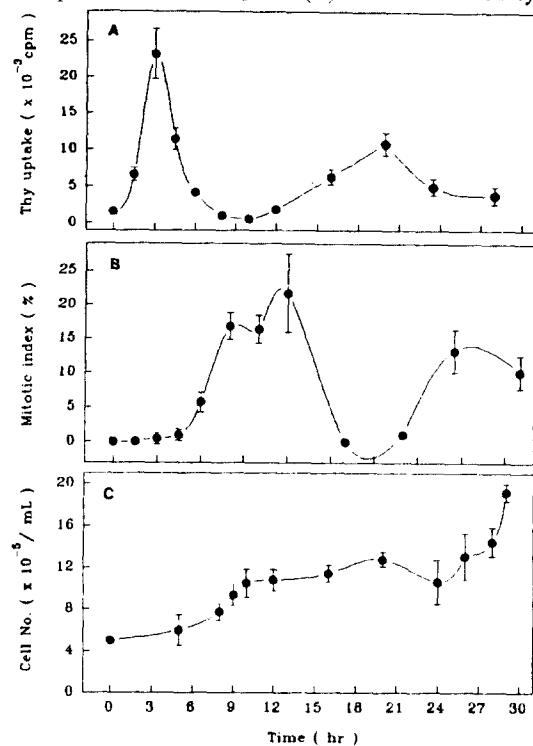 A
Thy uptake ( x 10⁻³cpm )
25
20
15
10
5
0
B
Mitotic index ( % )
25
20
15
10
5
0
C
Cell No. ( x 10⁻⁵/ mL )
20
16
12
8
4
0
0 3 6 9 12 15 18 21 24 27 30
Time ( hr )